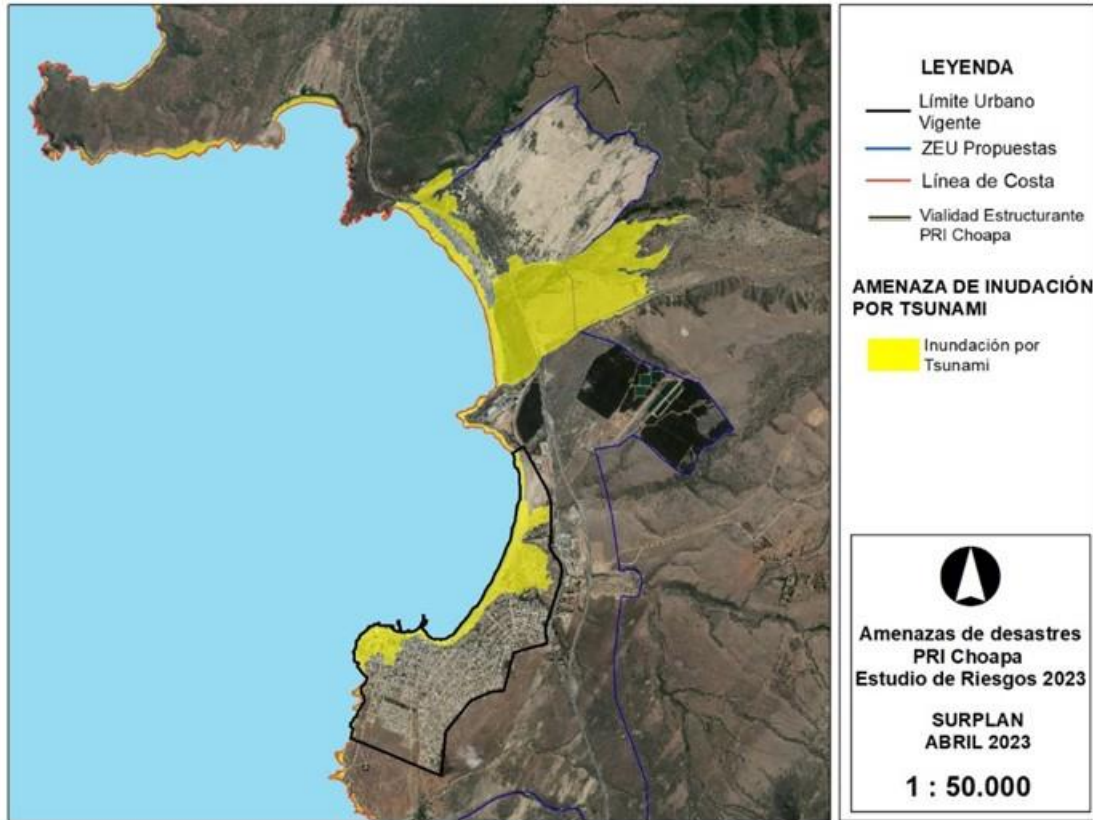 LEYENDA
Límite Urbano
Vigente
ZEU Propuestas
Línea de Costa
Vialidad Estructurante
PRI Choapa
AMENAZA DE INUDACIÓN
POR TSUNAMI
Inundación por
Tsunami
Amenazas de desastres
PRI Choapa
Estudio de Riesgos 2023
SURPLAN
ABRIL 2023
1 : 50.000